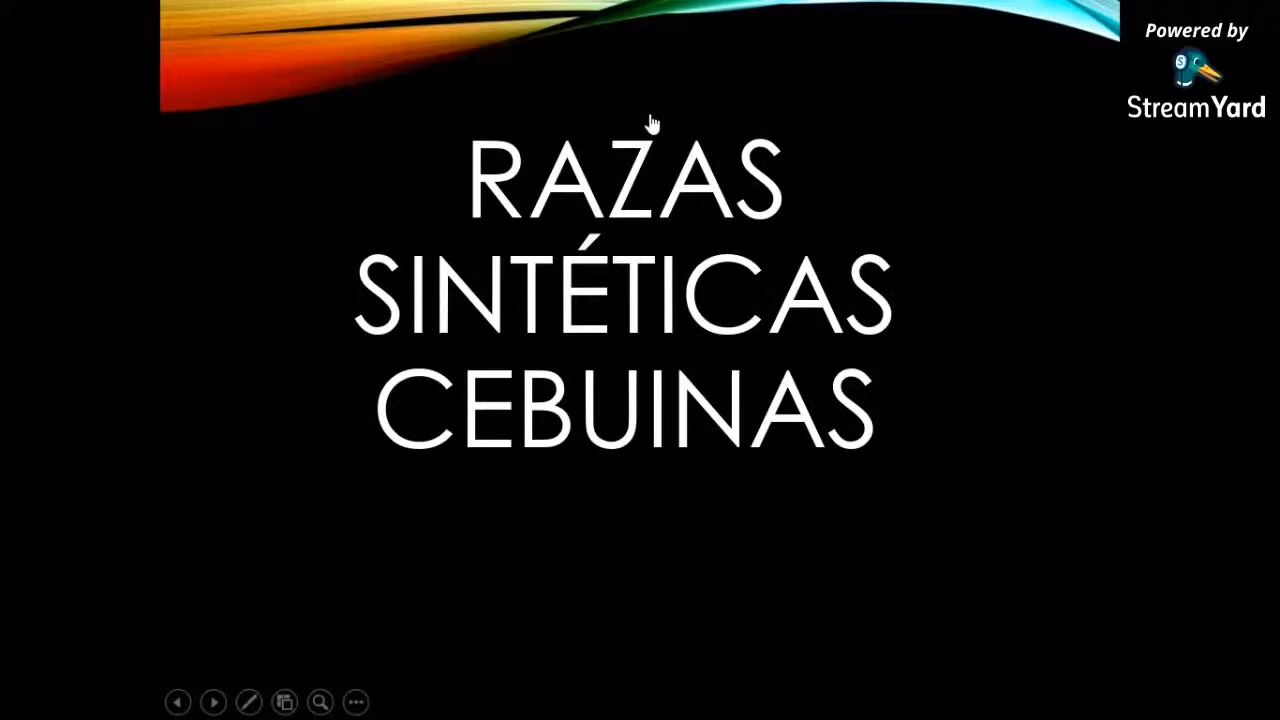 Powered by
StreamYard
RAZAS
SINTÉTICAS
CEBUINAS